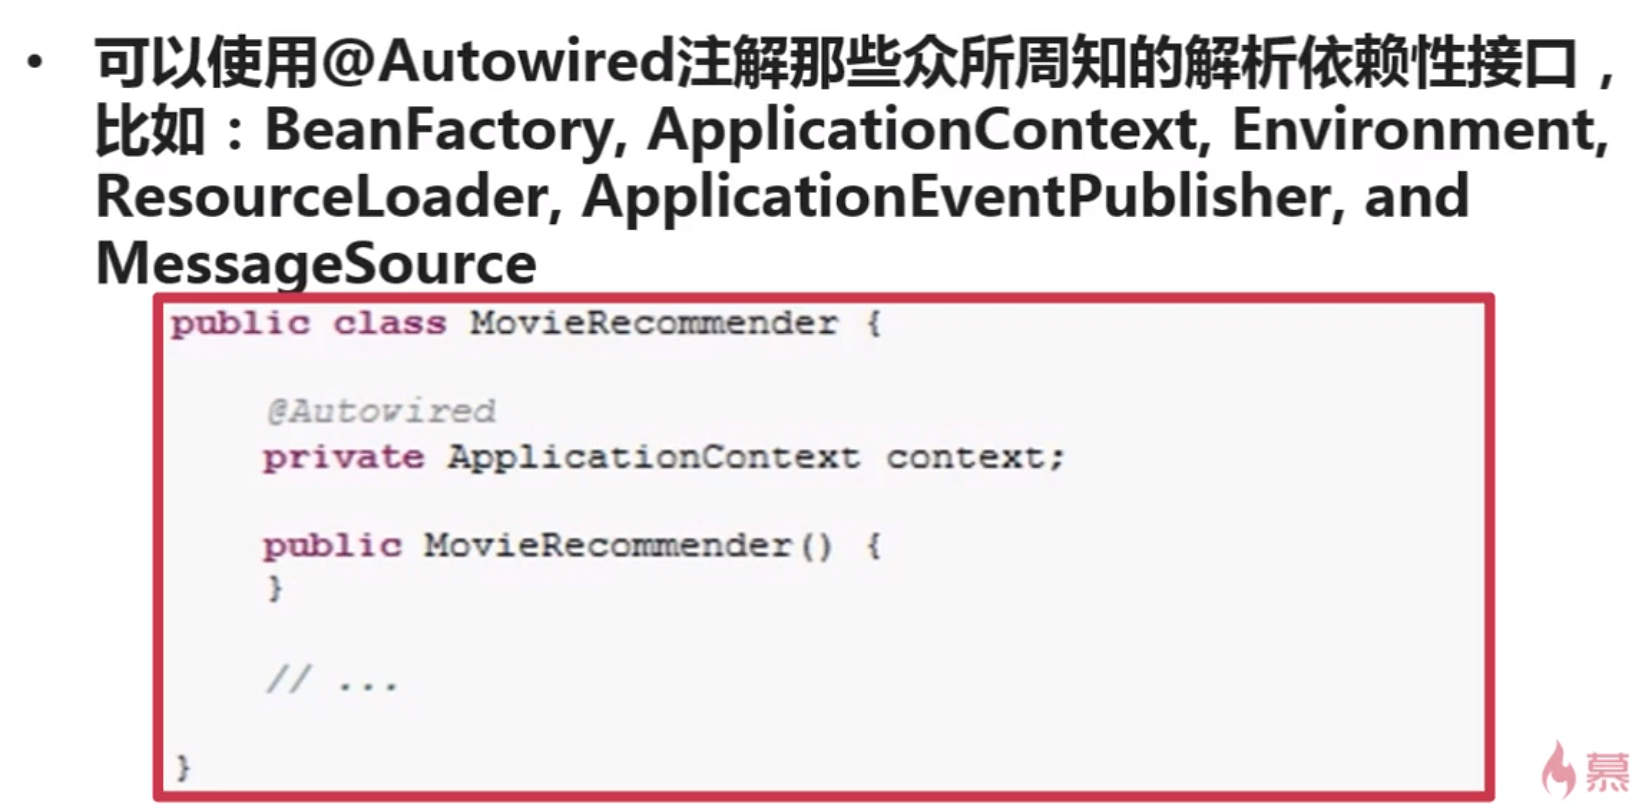 • 可以使用@Autowired注解那些众所周知的解析依赖性接口，
比如：BeanFactory, ApplicationContext, Environment,
ResourceLoader, ApplicationEventPublisher, and
MessageSource
public class MovieRecommender {
@Autowired
private ApplicationContext context;
public MovieRecommender() {
}
// ...
}
慕